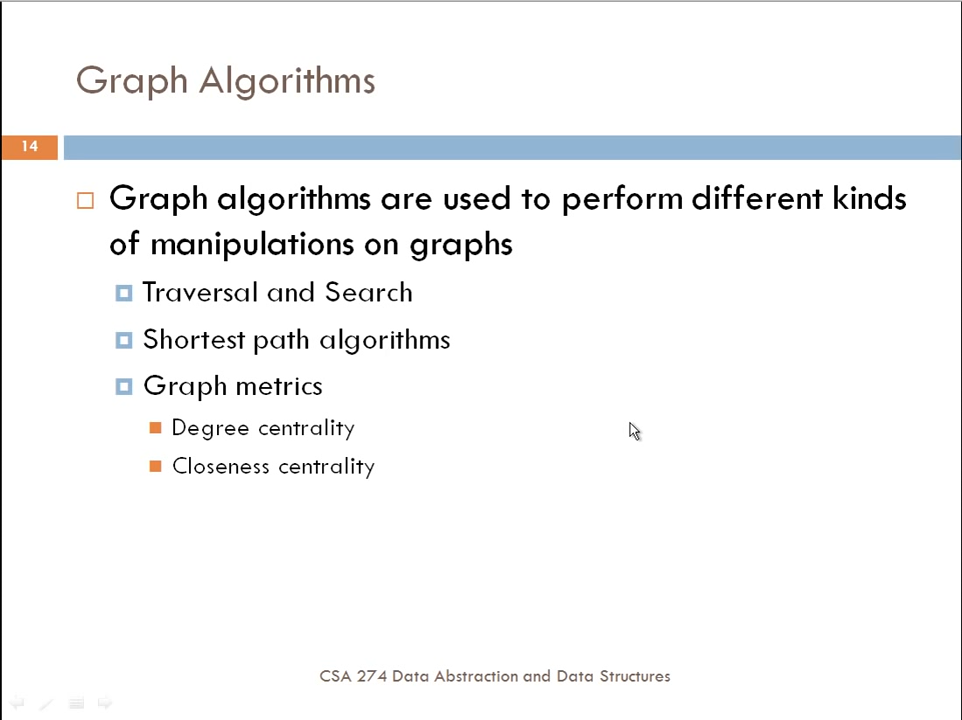 Graph Algorithms
14
Graph algorithms are used to perform different kinds
of manipulations on graphs
Traversal and Search
Shortest path algorithms
Graph metrics
Degree centrality
Closeness centrality
CSA 274 Data Abstraction and Data Structures